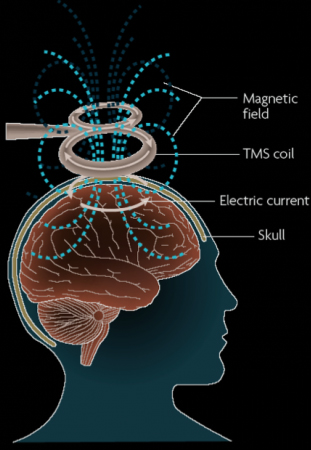 Magnetic
field
TMS coil
Electric current
Skull